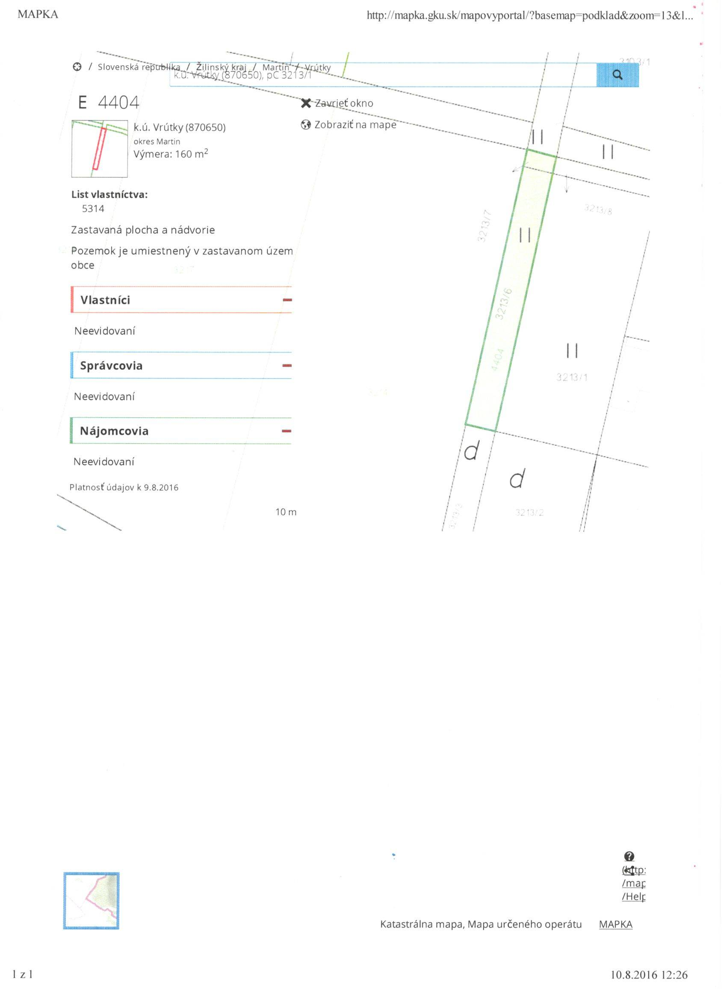 MAPKA
http://mapka.gku.sk/mapovyportal/?basemap=podklad&zoom=13&l...
/ Slovenská republika / Žilinský kraj / Martin / Vrútky
k.ú. Vrútky (870650), pC 3213/1
3103/1
E 4404
Zavrieť okno
k.ú. Vrútky (870650)
Zobraziť na mape
okres Martin
Výmera: 160 m²
List vlastníctva:
5314
3213/8
3213/7
Zastavaná plocha a nádvorie
Pozemok je umiestnený v zastavanom územ
obce
3213/6
Vlastníci
Neevidovaní
4404
Správcovia
3213/1
Neevidovaní
Nájomcovia
d
Neevidovaní
d
Platnosť údajov k 9.8.2016
10 m
3213/3
3213/2
(http:
/map
/Help
Katastrálna mapa, Mapa určeného operátu MAPKA
1 z 1
10.8.2016 12:26